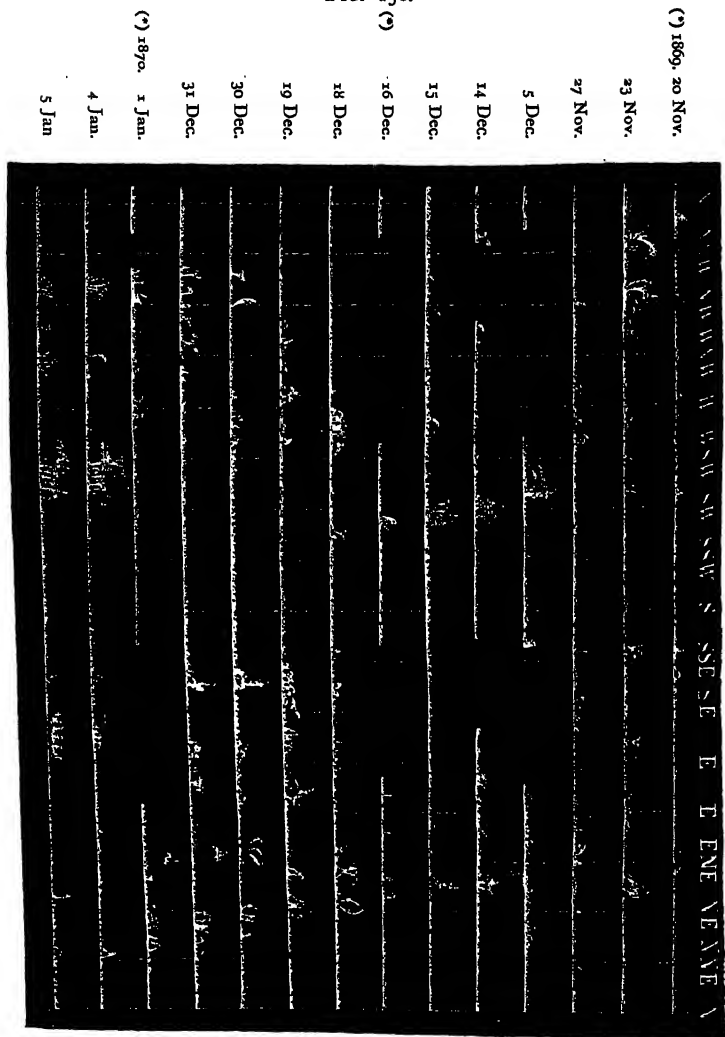 N NNW NW WNW W WSW SW SSW S SSE SE E E ENE NE NNE N
(*) 1869. 20 Nov.
23 Nov.
27 Nov.
5 Dec.
14 Dec.
15 Dec.
(*) 16 Dec.
18 Dec.
19 Dec.
30 Dec.
31 Dec.
(*) 1870. 1 Jan.
4 Jan.
5 Jan